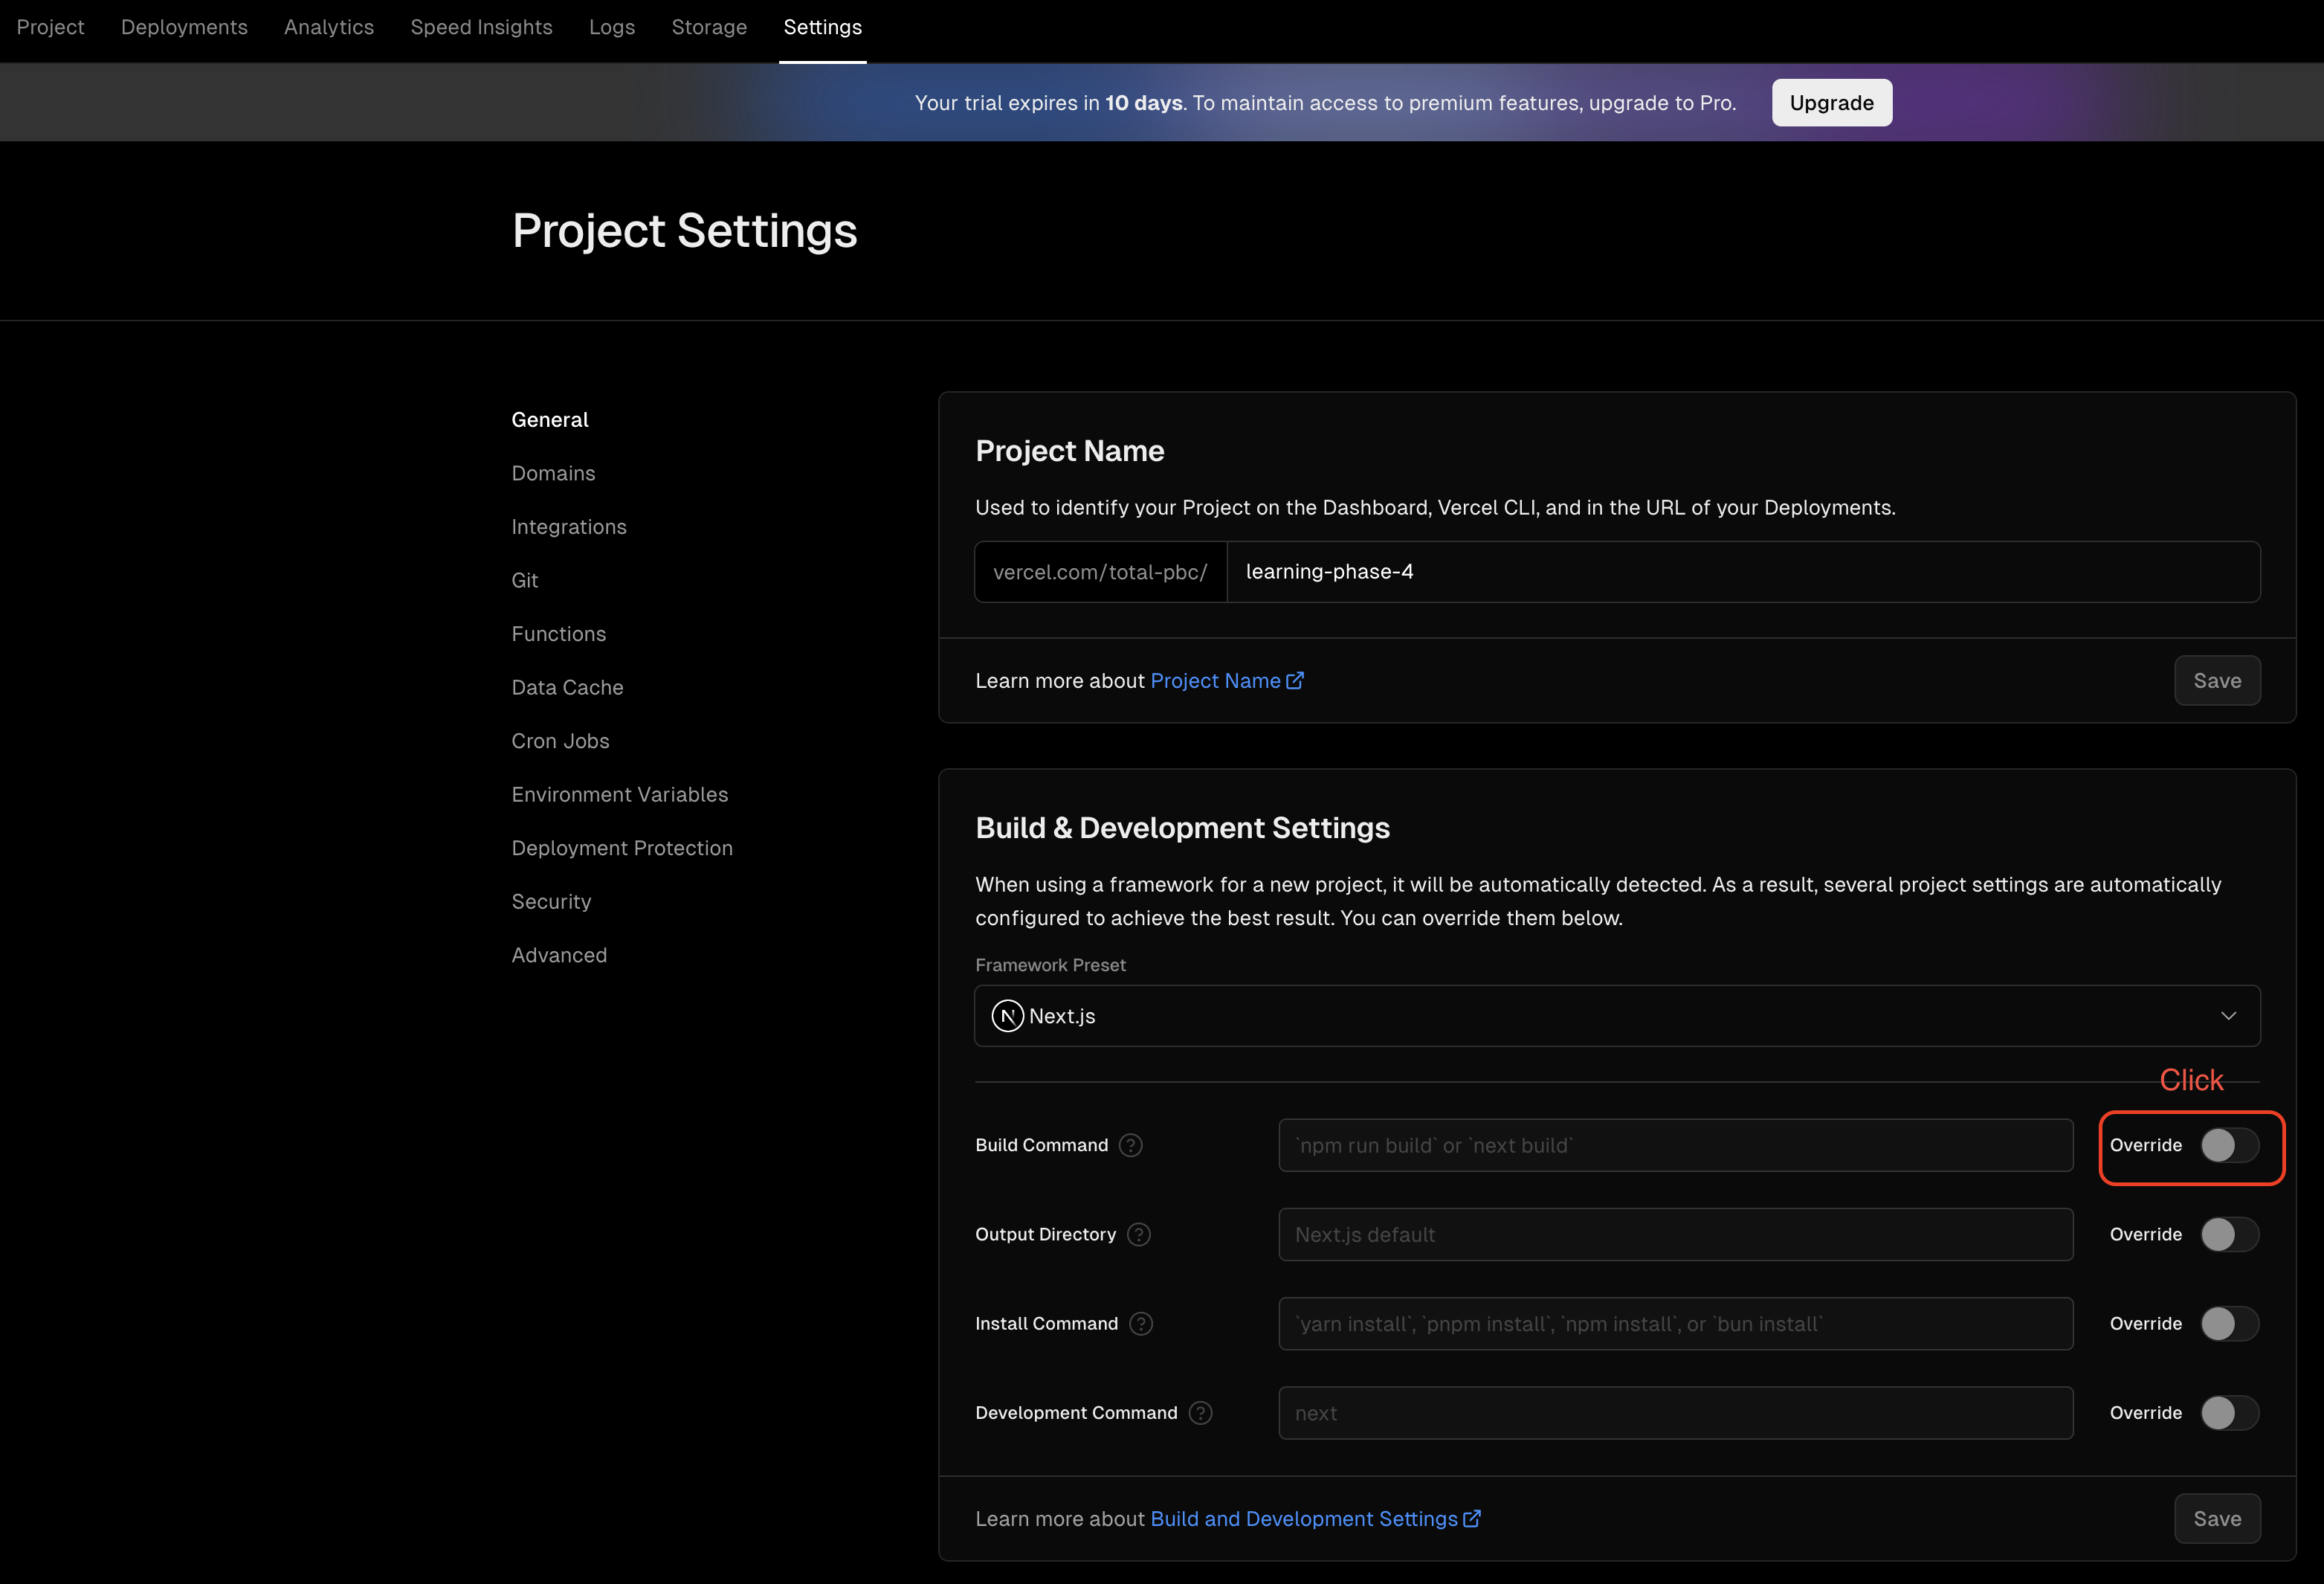 Project Deployments Analytics Speed Insights Logs Storage Settings
Your trial expires in 10 days. To maintain access to premium features, upgrade to Pro. Upgrade
Project Settings
General
Domains
Integrations
Git
Functions
Data Cache
Cron Jobs
Environment Variables
Deployment Protection
Security
Advanced
Project Name
Used to identify your Project on the Dashboard, Vercel CLI, and in the URL of your Deployments.
vercel.com/total-pbc/ learning-phase-4
Learn more about Project Name Save
Build & Development Settings
When using a framework for a new project, it will be automatically detected. As a result, several project settings are automatically
configured to achieve the best result. You can override them below.
Framework Preset
N Next.js
Click
Build Command ? `npm run build` or `next build` Override
Output Directory ? Next.js default Override
Install Command ? `yarn install`, `pnpm install`, `npm install`, or `bun install` Override
Development Command ? next Override
Learn more about Build and Development Settings Save